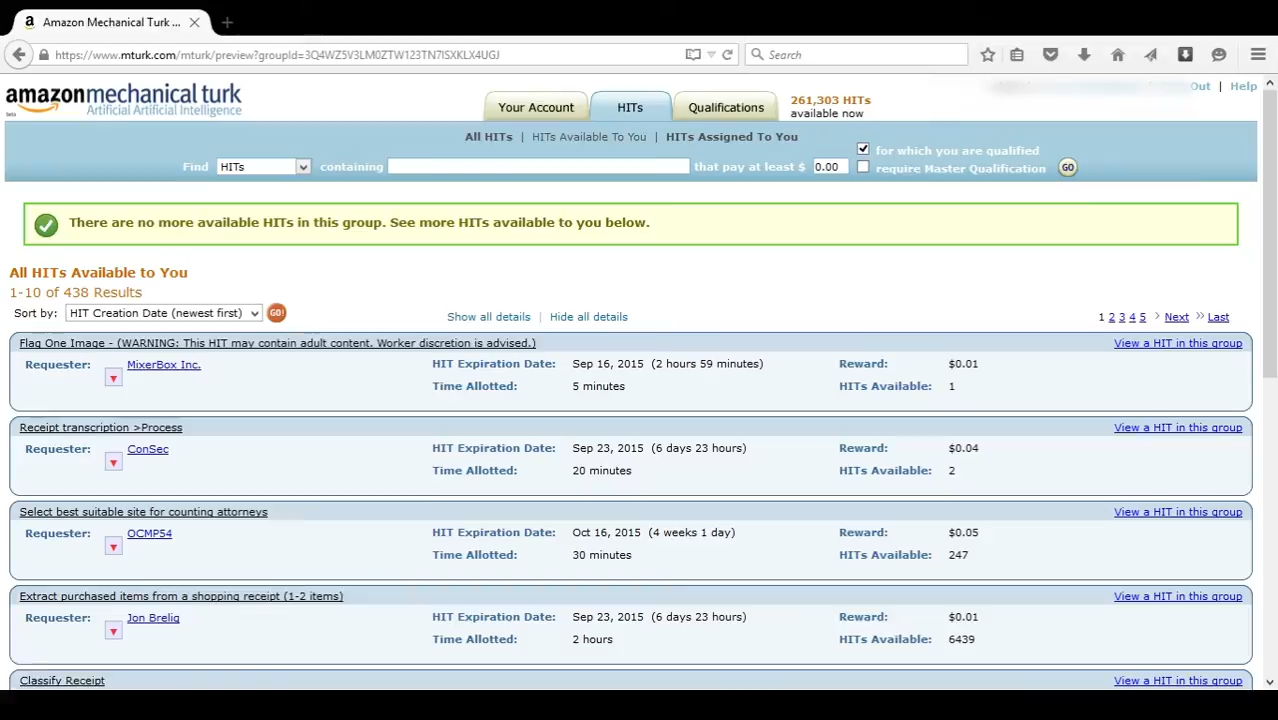 Amazon Mechanical Turk ...
https://www.mturk.com/mturk/preview?groupId=3Q4WZ5V3LM0ZTW123TN7ISXKLX4UGJ Search
amazonmechanical turk
beta Artificial Artificial Intelligence
Your Account HITs Qualifications 261,303 HITs available now Out | Help
All HITs | HITs Available To You | HITs Assigned To You
Find HITs containing that pay at least $ 0.00 for which you are qualified
require Master Qualification GO
There are no more available HITs in this group. See more HITs available to you below.
All HITs Available to You
1-10 of 438 Results
Sort by: HIT Creation Date (newest first) GO! Show all details | Hide all details 1 2 3 4 5 > Next >> Last
Flag One Image - (WARNING: This HIT may contain adult content. Worker discretion is advised.) View a HIT in this group
Requester: MixerBox Inc. HIT Expiration Date: Sep 16, 2015 (2 hours 59 minutes) Reward: $0.01
Time Allotted: 5 minutes HITs Available: 1
Receipt transcription >Process View a HIT in this group
Requester: ConSec HIT Expiration Date: Sep 23, 2015 (6 days 23 hours) Reward: $0.04
Time Allotted: 20 minutes HITs Available: 2
Select best suitable site for counting attorneys View a HIT in this group
Requester: OCMP54 HIT Expiration Date: Oct 16, 2015 (4 weeks 1 day) Reward: $0.05
Time Allotted: 30 minutes HITs Available: 247
Extract purchased items from a shopping receipt (1-2 items) View a HIT in this group
Requester: Jon Brelig HIT Expiration Date: Sep 23, 2015 (6 days 23 hours) Reward: $0.01
Time Allotted: 2 hours HITs Available: 6439
Classify Receipt View a HIT in this group